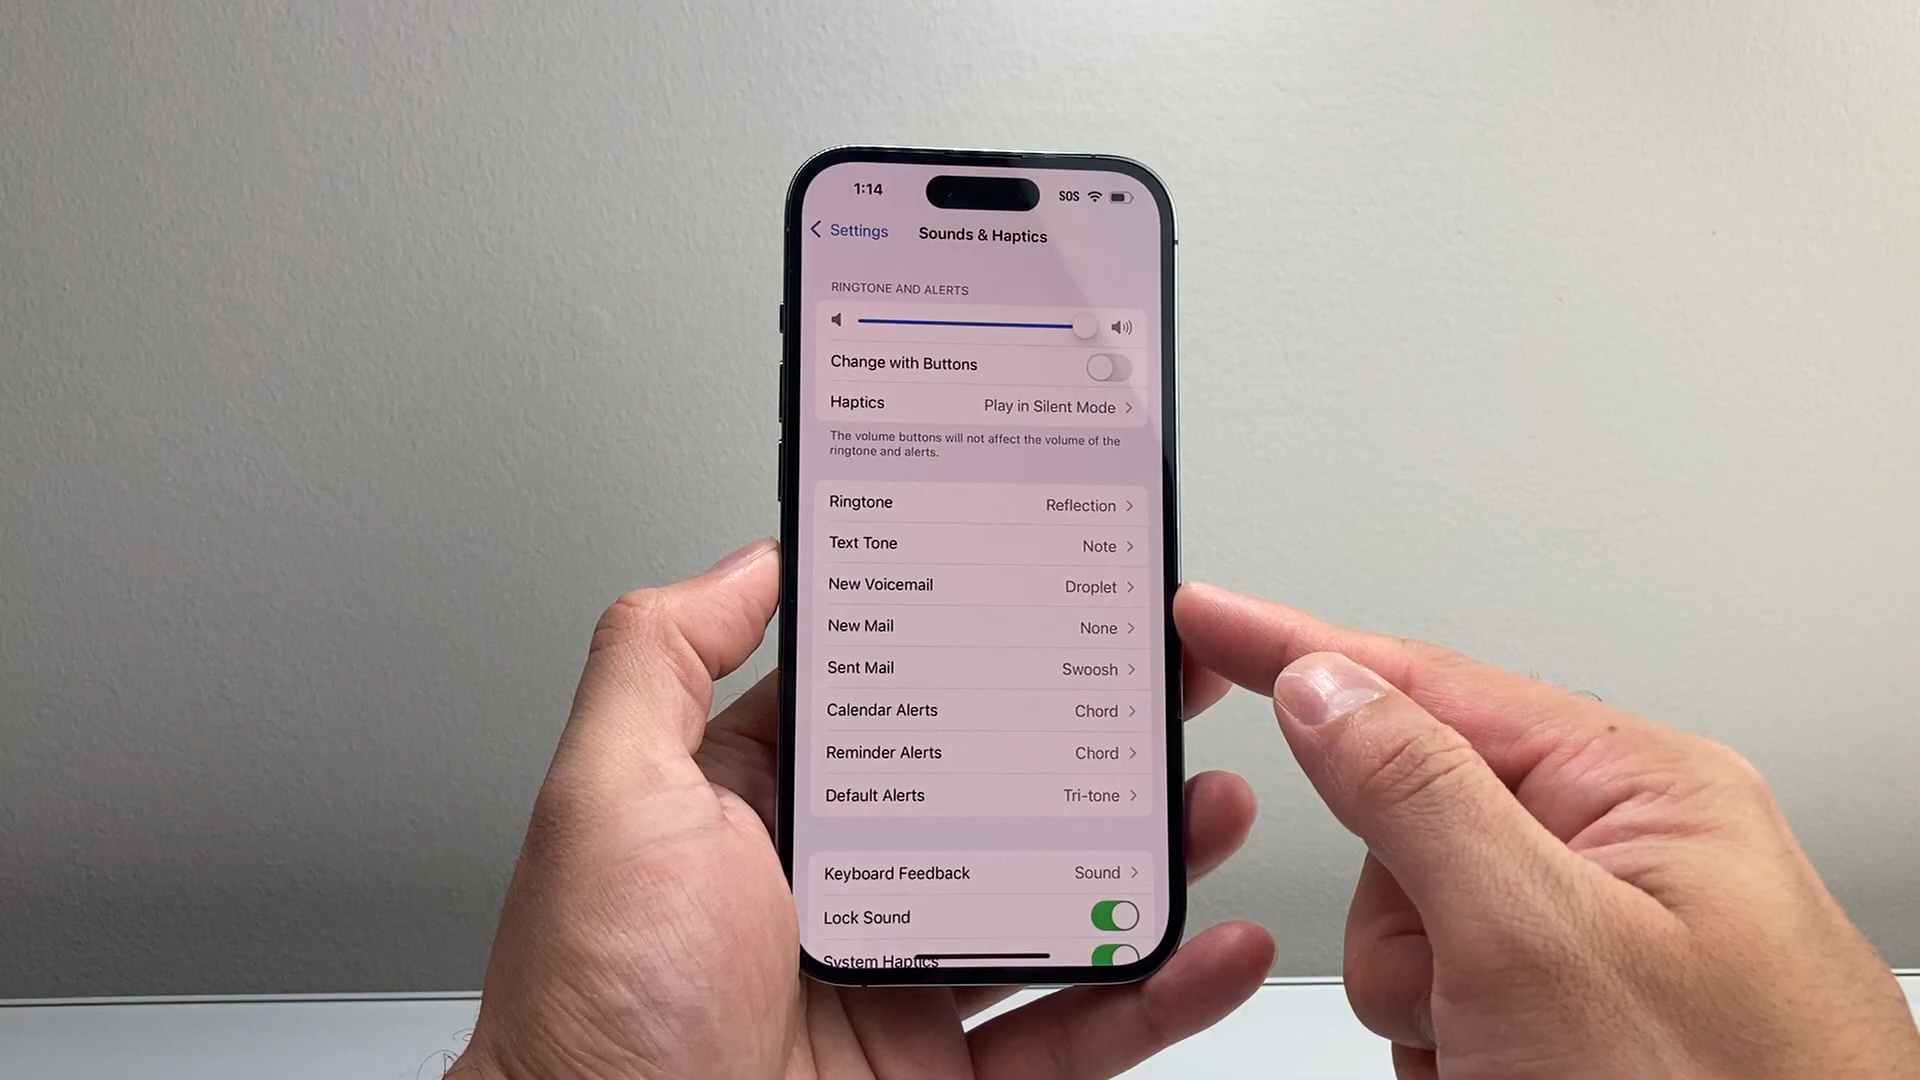 1:14 SOS
Settings Sounds & Haptics
RINGTONE AND ALERTS
Change with Buttons
Haptics Play in Silent Mode
The volume buttons will not affect the volume of the
ringtone and alerts.
Ringtone Reflection
Text Tone Note
New Voicemail Droplet
New Mail None
Sent Mail Swoosh
Calendar Alerts Chord
Reminder Alerts Chord
Default Alerts Tri-tone
Keyboard Feedback Sound
Lock Sound
System Haptics